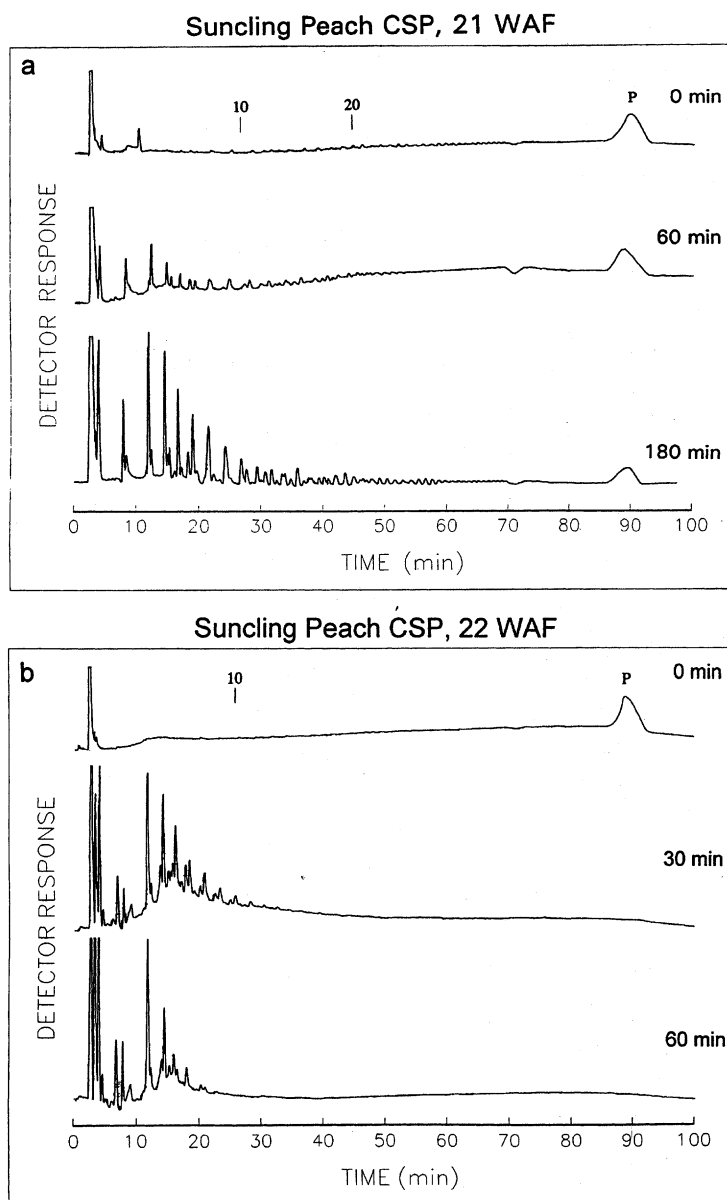 Suncling Peach CSP, 21 WAF
a
10
20
P
0 min
60 min
180 min
DETECTOR RESPONSE
0 10 20 30 40 50 60 70 80 90 100
TIME (min)
Suncling Peach CSP, 22 WAF
b
10
P
0 min
30 min
60 min
DETECTOR RESPONSE
0 10 20 30 40 50 60 70 80 90 100
TIME (min)